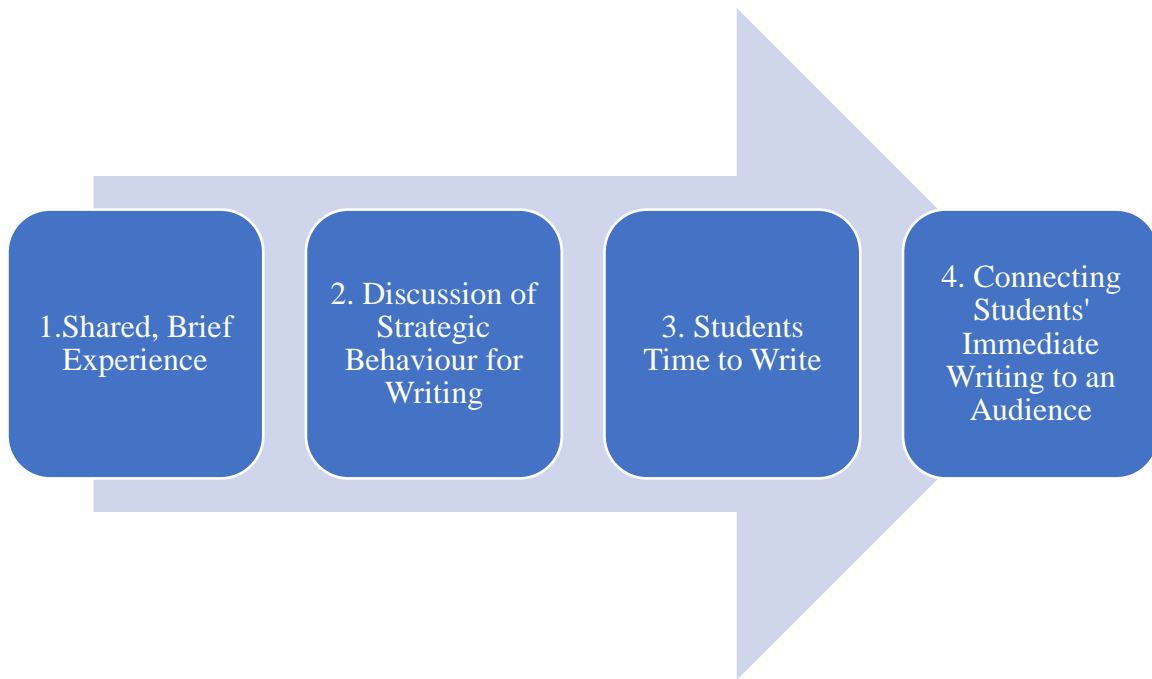 1.Shared, Brief
Experience
2. Discussion of
Strategic
Behaviour for
Writing
3. Students
Time to Write
4. Connecting
Students'
Immediate
Writing to an
Audience